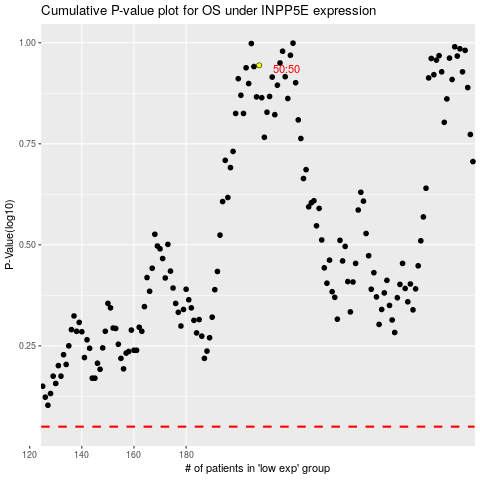 Cumulative P-value plot for OS under INPP5E expression
1.00
50:50
0.75
P-Value(log10)
0.50
0.25
120 140 160 180
# of patients in 'low exp' group